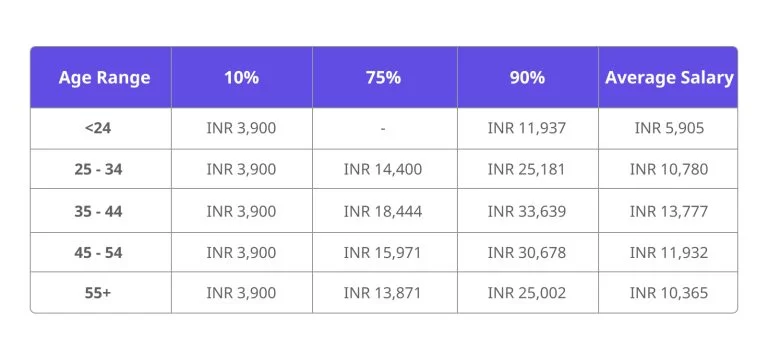 Age Range 10% 75% 90% Average Salary
<24 INR 3,900 - INR 11,937 INR 5,905
25 - 34 INR 3,900 INR 14,400 INR 25,181 INR 10,780
35 - 44 INR 3,900 INR 18,444 INR 33,639 INR 13,777
45 - 54 INR 3,900 INR 15,971 INR 30,678 INR 11,932
55+ INR 3,900 INR 13,871 INR 25,002 INR 10,365